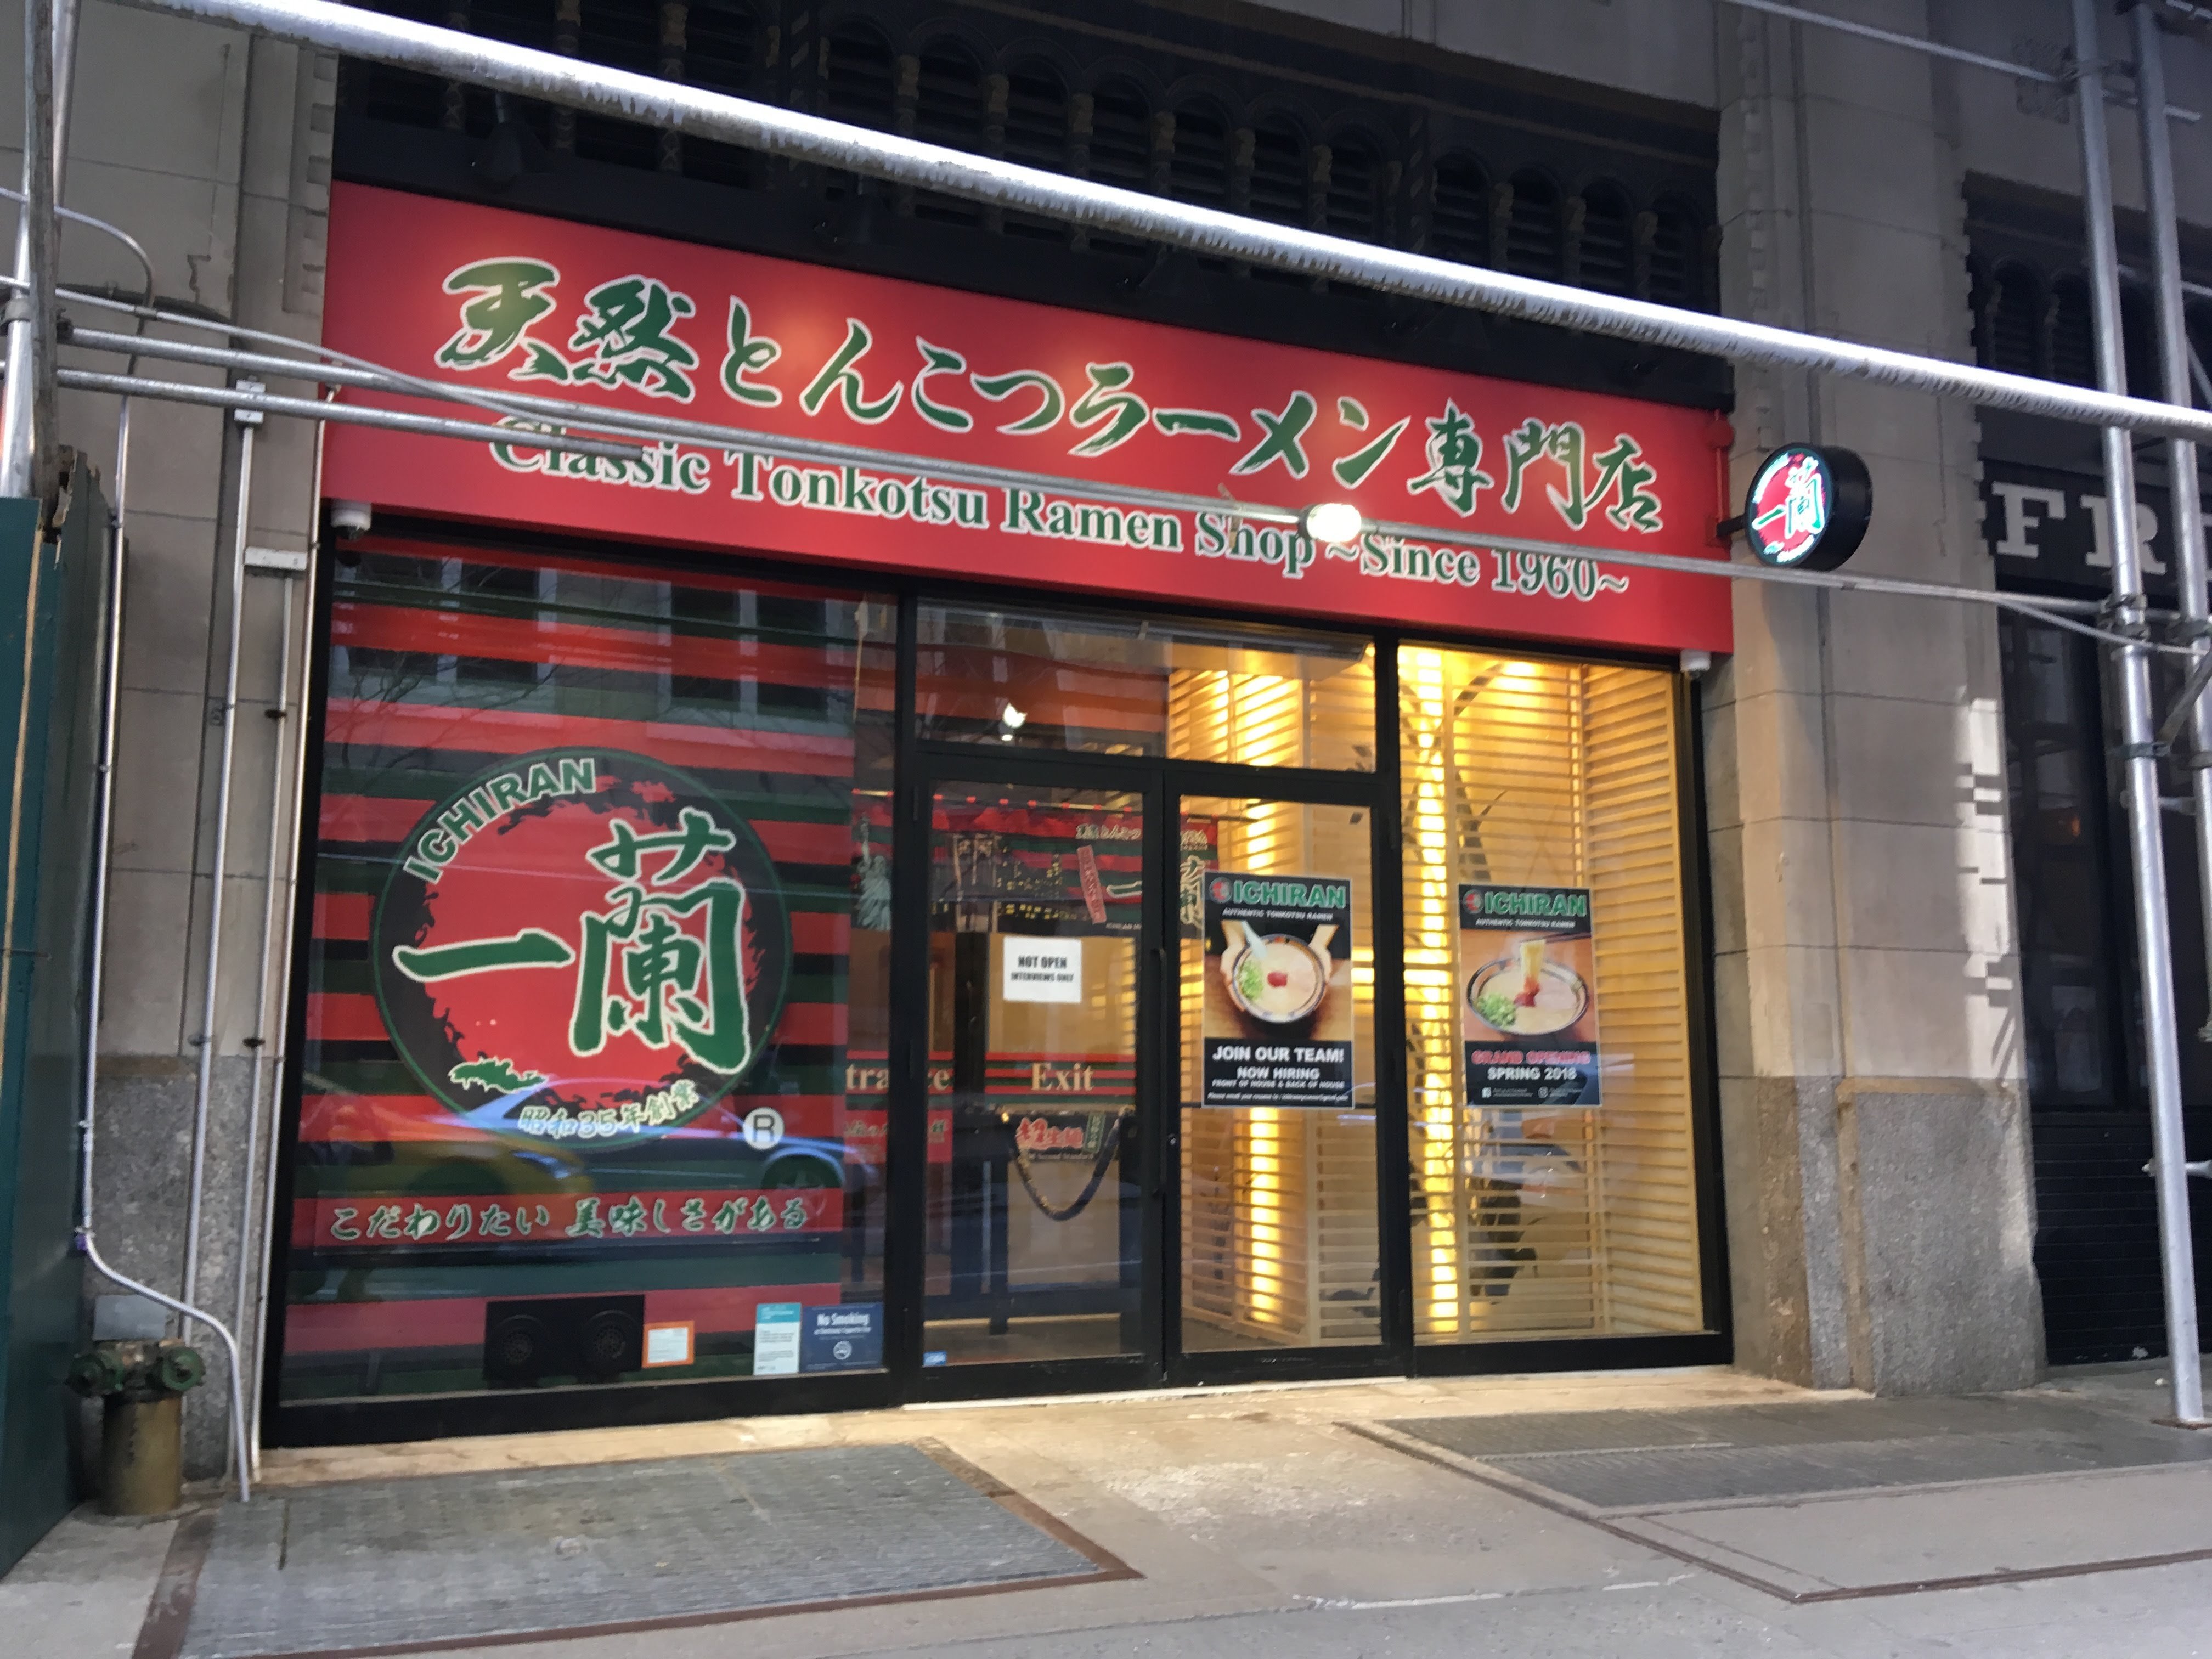 天然とんこつラーメン専門店
Classic Tonkotsu Ramen Shop ~Since 1960~
一蘭
FR
ICHIRAN
一蘭
昭和35年創業
®
こだわりたい 美味しさがある
No Smoking
NOT OPEN
INTERVIEWS ONLY
Exit
ICHIRAN
AUTHENTIC TONKOTSU RAMEN
JOIN OUR TEAM!
NOW HIRING
FRONT OF HOUSE & BACK OF HOUSE
ICHIRAN
AUTHENTIC TONKOTSU RAMEN
GRAND OPENING
SPRING 2018